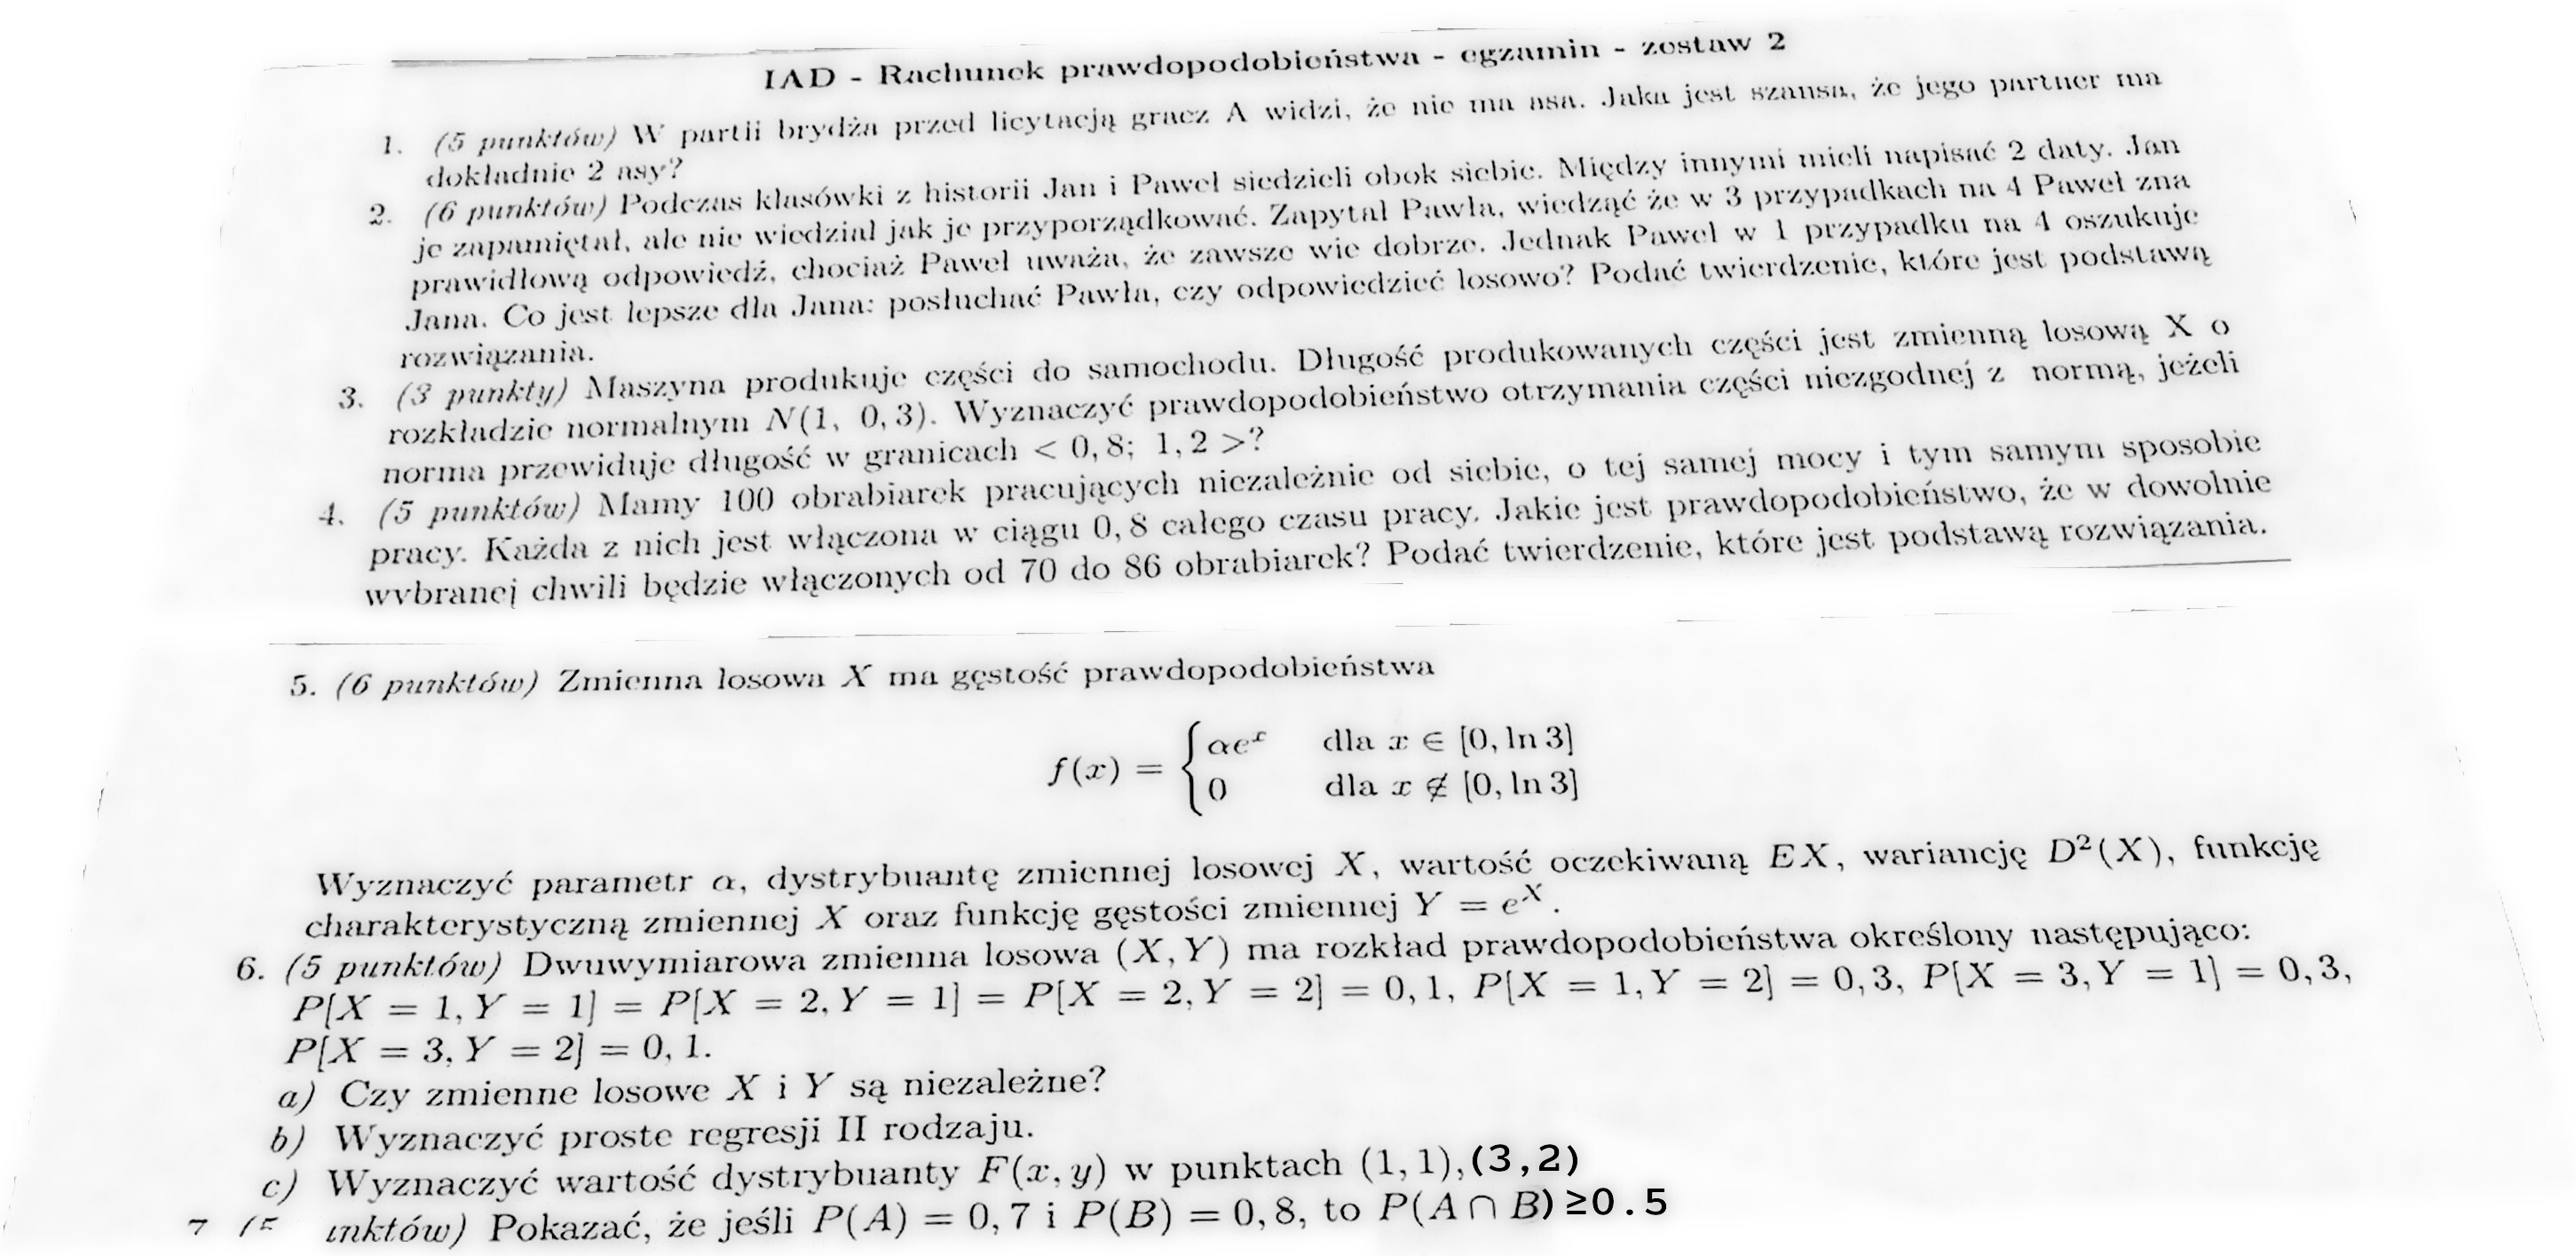 IAD - Rachunek prawdopodobieństwa - egzamin - zestaw 2
1. (5 punktów) W partii brydża przed licytacją gracz A widzi, że nie ma asa. Jaka jest szansa, że jego partner ma
dokładnie 2 asy?
2. (6 punktów) Podczas klasówki z historii Jan i Paweł siedzieli obok siebie. Między innymi mieli napisać 2 daty. Jan
je zapamiętał, ale nie wiedział jak je przyporządkować. Zapytał Pawła, wiedząc że w 3 przypadkach na 4 Paweł zna
prawidłową odpowiedź, chociaż Paweł uważa, że zawsze wie dobrze. Jednak Paweł w 1 przypadku na 4 oszukuje
Jana. Co jest lepsze dla Jana: posłuchać Pawła, czy odpowiedzieć losowo? Podać twierdzenie, które jest podstawą
rozwiązania.
3. (3 punkty) Maszyna produkuje części do samochodu. Długość produkowanych części jest zmienną losową X o
rozkładzie normalnym N(1, 0,3). Wyznaczyć prawdopodobieństwo otrzymania części niezgodnej z normą, jeżeli
norma przewiduje długość w granicach < 0,8; 1,2 >?
4. (5 punktów) Mamy 100 obrabiarek pracujących niezależnie od siebie, o tej samej mocy i tym samym sposobie
pracy. Każda z nich jest włączona w ciągu 0,8 całego czasu pracy. Jakie jest prawdopodobieństwo, że w dowolnie
wybranej chwili będzie włączonych od 70 do 86 obrabiarek? Podać twierdzenie, które jest podstawą rozwiązania.
5. (6 punktów) Zmienna losowa X ma gęstość prawdopodobieństwa
f(x) = { αe^x dla x ∈ [0, ln 3]
0 dla x ∉ [0, ln 3]
Wyznaczyć parametr α, dystrybuantę zmiennej losowej X, wartość oczekiwaną EX, wariancję D²(X), funkcję
charakterystyczną zmiennej X oraz funkcję gęstości zmiennej Y = e^X.
6. (5 punktów) Dwuwymiarowa zmienna losowa (X, Y) ma rozkład prawdopodobieństwa określony następująco:
P[X = 1, Y = 1] = P[X = 2, Y = 1] = P[X = 2, Y = 2] = 0,1, P[X = 1, Y = 2] = 0,3, P[X = 3, Y = 1] = 0,3,
P[X = 3, Y = 2] = 0,1.
a) Czy zmienne losowe X i Y są niezależne?
b) Wyznaczyć proste regresji II rodzaju.
c) Wyznaczyć wartość dystrybuanty F(x, y) w punktach (1, 1),(3,2)
7 (5 unktów) Pokazać, że jeśli P(A) = 0,7 i P(B) = 0,8, to P(A ∩ B)≥0.5